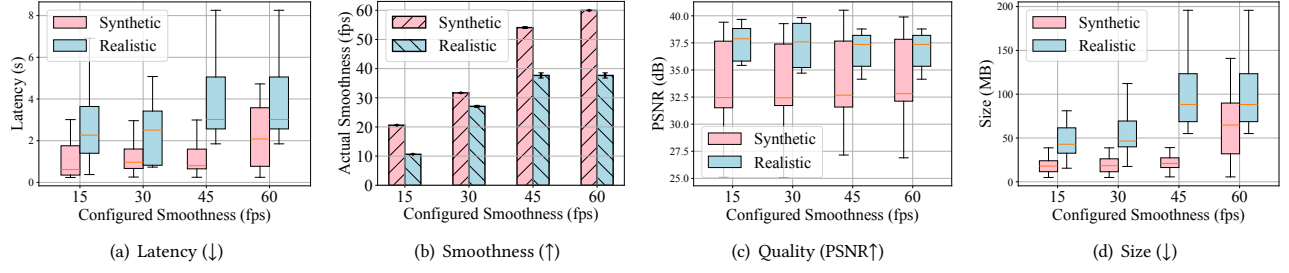 8
6
4
2
0
Latency (s)
Synthetic
Realistic
15 30 45 60
Configured Smoothness (fps)
(a) Latency (↓)
60
50
40
30
20
10
0
Actual Smoothness (fps)
Synthetic
Realistic
15 30 45 60
Configured Smoothness (fps)
(b) Smoothness (↑)
40.0
37.5
35.0
32.5
30.0
27.5
25.0
PSNR (dB)
Synthetic
Realistic
15 30 45 60
Configured Smoothness (fps)
(c) Quality (PSNR↑)
200
150
100
50
0
Size (MB)
Synthetic
Realistic
15 30 45 60
Configured Smoothness (fps)
(d) Size (↓)